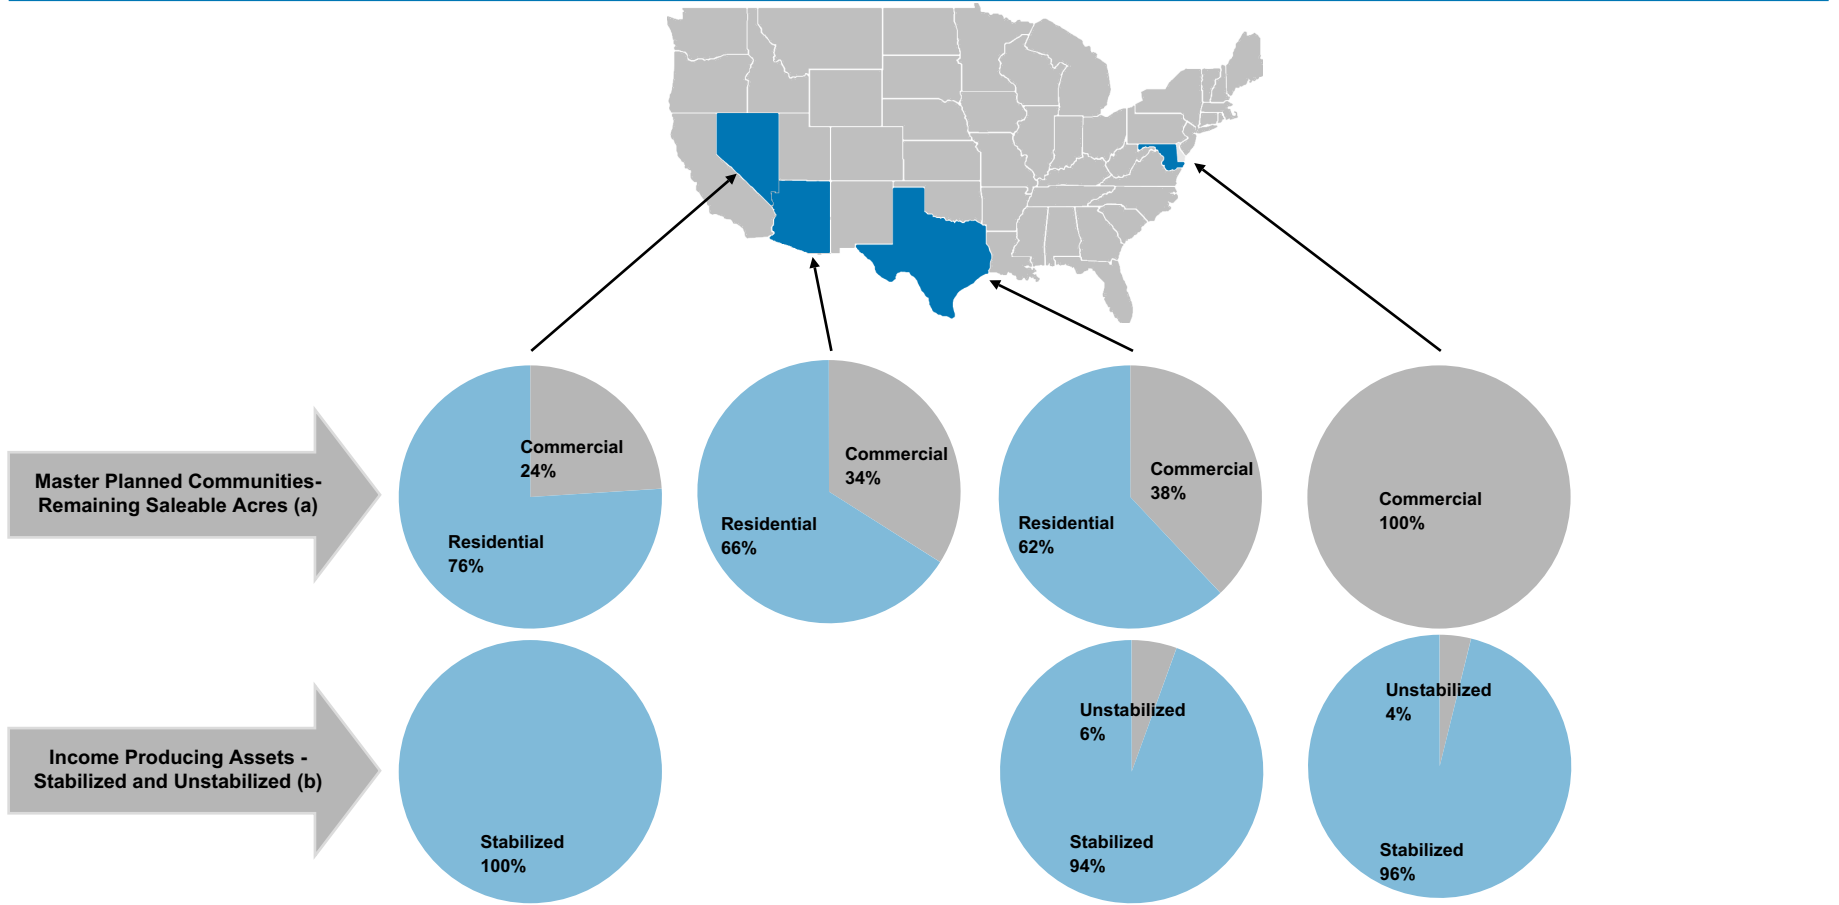 Master Planned Communities-
Remaining Saleable Acres (a)
Commercial
24%
Residential
76%
Commercial
34%
Residential
66%
Commercial
38%
Residential
62%
Commercial
100%
Income Producing Assets -
Stabilized and Unstabilized (b)
Stabilized
100%
Unstabilized
6%
Stabilized
94%
Unstabilized
4%
Stabilized
96%